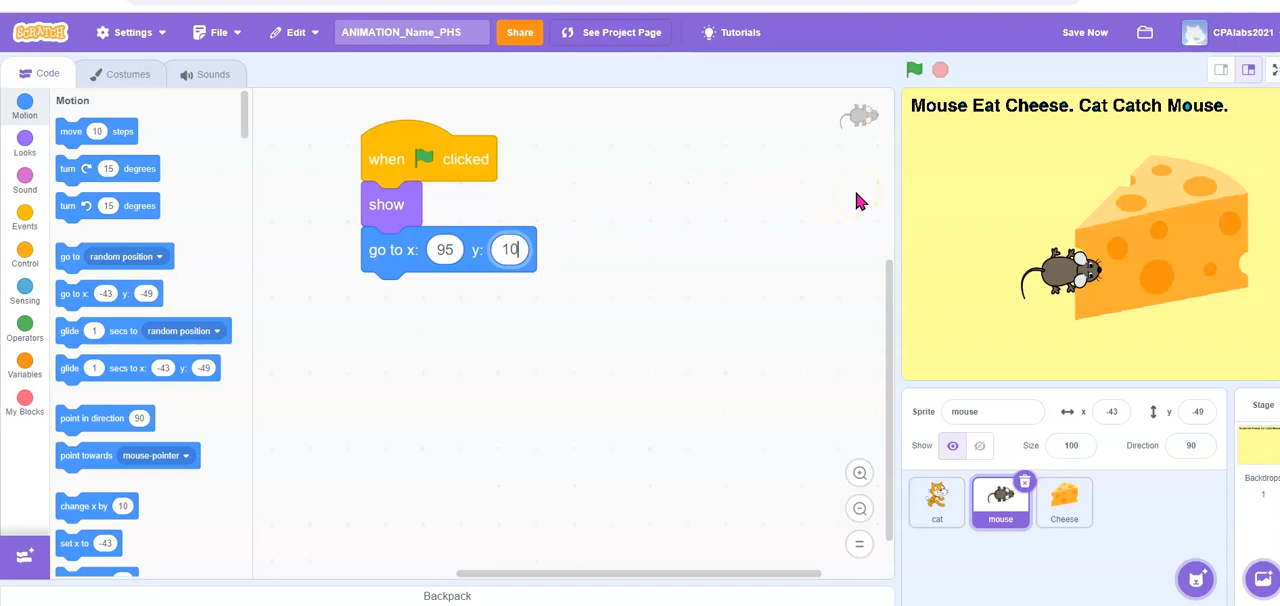 SCRATCH
Settings
File
Edit
ANIMATION_Name_PHS
Share
See Project Page
Tutorials
Save Now
CPAlabs2021
Code
Costumes
Sounds
Motion
Looks
Sound
Events
Control
Sensing
Operators
Variables
My Blocks
Motion
move 10 steps
turn 15 degrees
turn 15 degrees
go to random position
go to x: -43 y: -49
glide 1 secs to random position
glide 1 secs to x: -43 y: -49
point in direction 90
point towards mouse-pointer
change x by 10
set x to -43
when clicked
show
go to x: 95 y: 10
Mouse Eat Cheese. Cat Catch Mouse.
Sprite mouse x -43 y -49
Show Size 100 Direction 90
cat
mouse
Cheese
Stage
Backdrops
1
Backpack